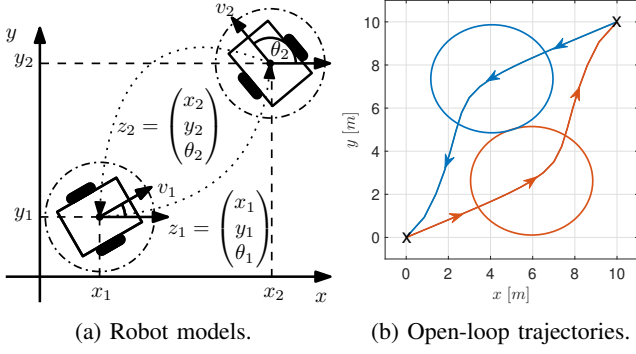 y
y₂
y₁
v₂
θ₂
z₂ = (x₂ y₂ θ₂)
v₁
z₁ = (x₁ y₁ θ₁)
x₁
x₂
x
(a) Robot models.
y [m]
10
8
6
4
2
0
0 2 4 6 8 10
x [m]
X
X
(b) Open-loop trajectories.